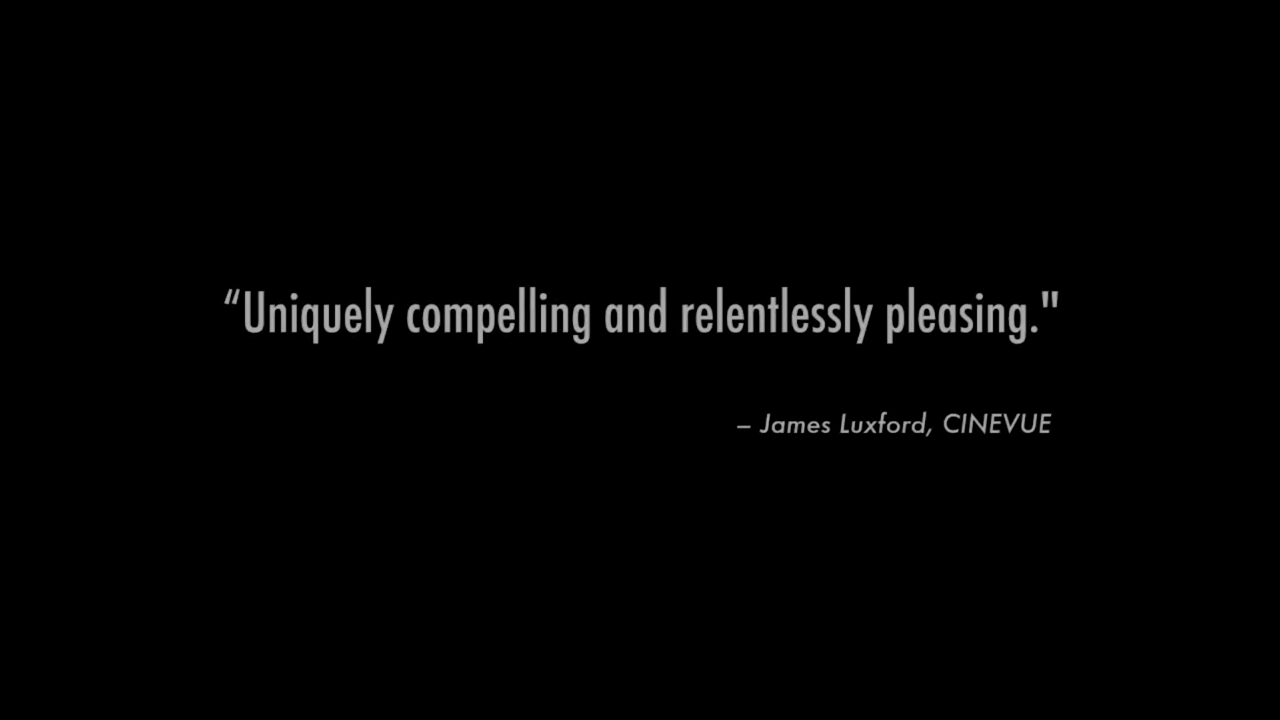 “Uniquely compelling and relentlessly pleasing."
– James Luxford, CINEVUE